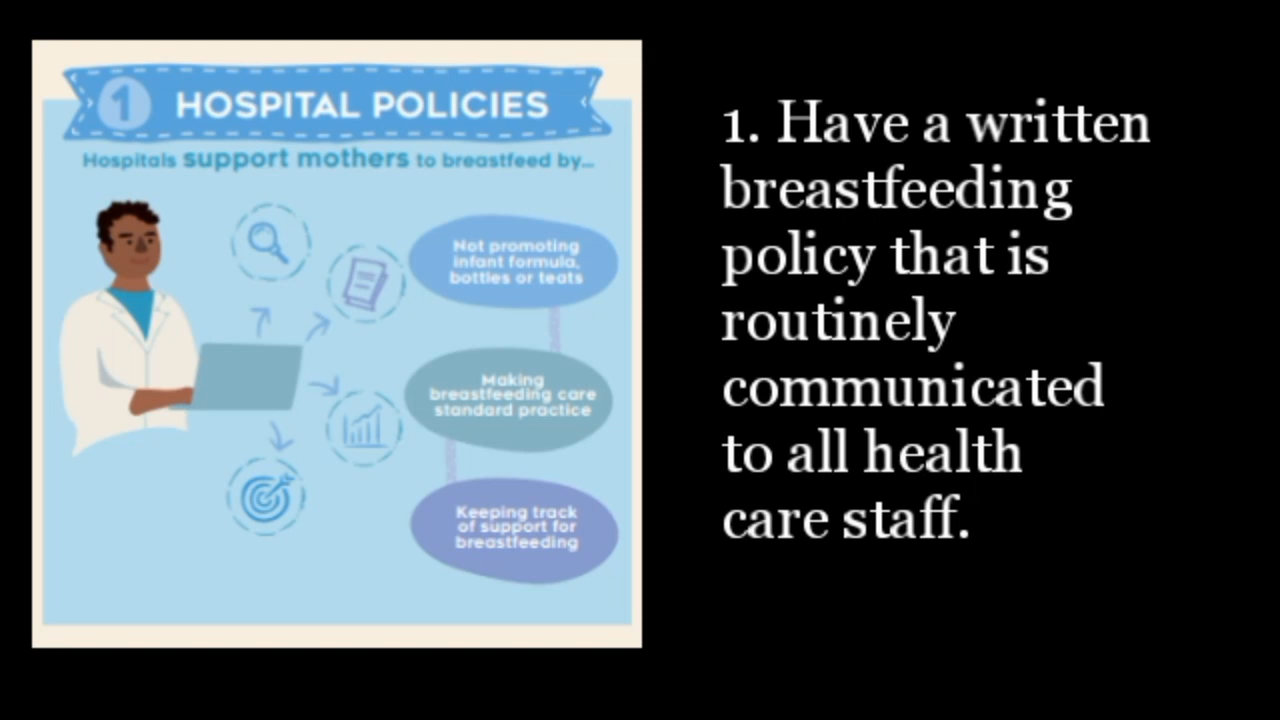 1 HOSPITAL POLICIES
Hospitals support mothers to breastfeed by...
Not promoting
infant formula,
bottles or teats
Making
breastfeeding care
standard practice
Keeping track
of support for
breastfeeding
1. Have a written
breastfeeding
policy that is
routinely
communicated
to all health
care staff.